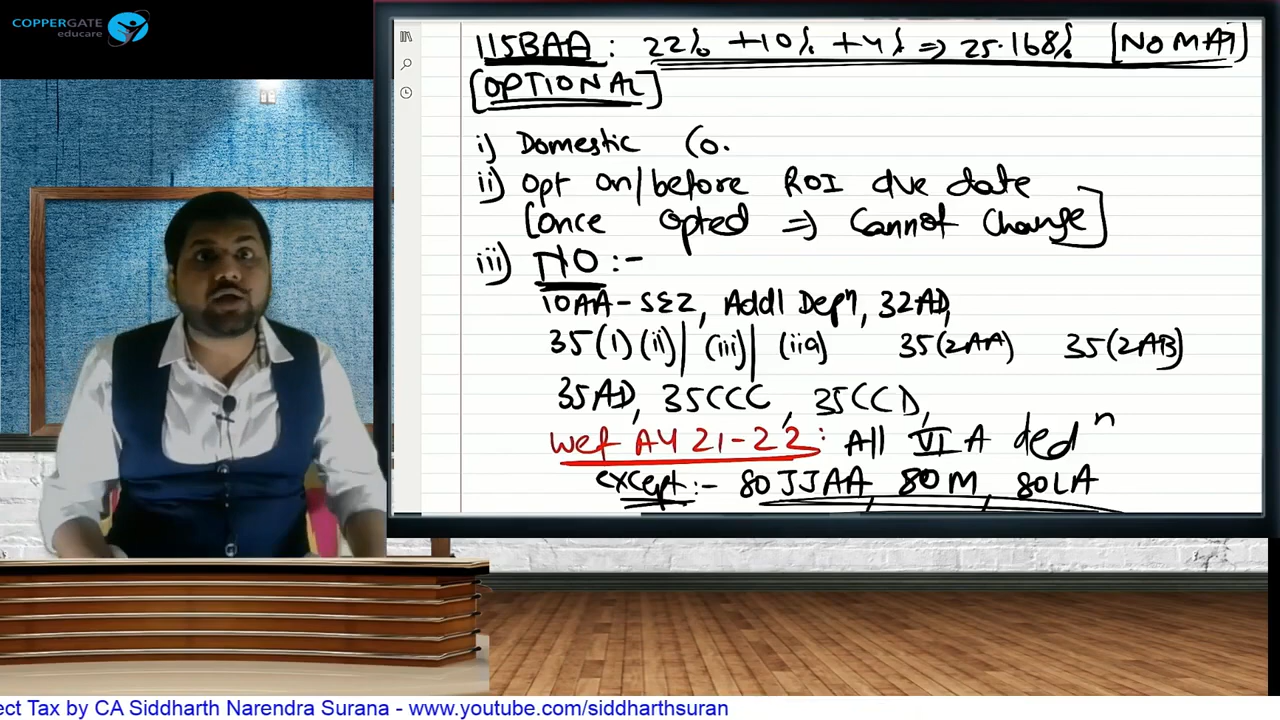 COPPERGATE
educare
115BAA : 22% +10% +4% ⇒ 25.168% [NO MAT]
[OPTIONAL]
i) Domestic Co.
ii) Opt on/before ROI due date
[Once opted ⇒ Cannot Change]
iii) NO :-
10AA - SEZ, Addl Depn, 32AD,
35(1)(ii) | (iii) | (iia) 35(2AA) 35(2AB)
35AD, 35CCC, 35CCD,
wef AY 21-22: All VI A dedn
except :- 80JJAA 80M 80LA
ect Tax by CA Siddharth Narendra Surana - www.youtube.com/siddharthsuran